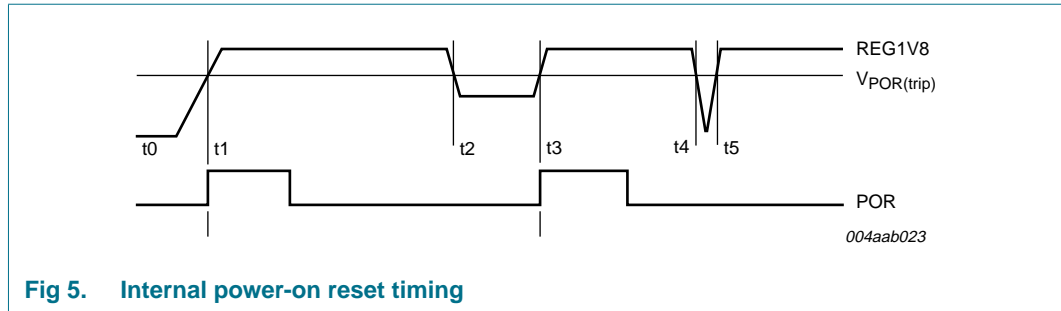 REG1V8
VPOR(trip)
t0 t1 t2 t3 t4 t5
POR
004aab023
Fig 5. Internal power-on reset timing